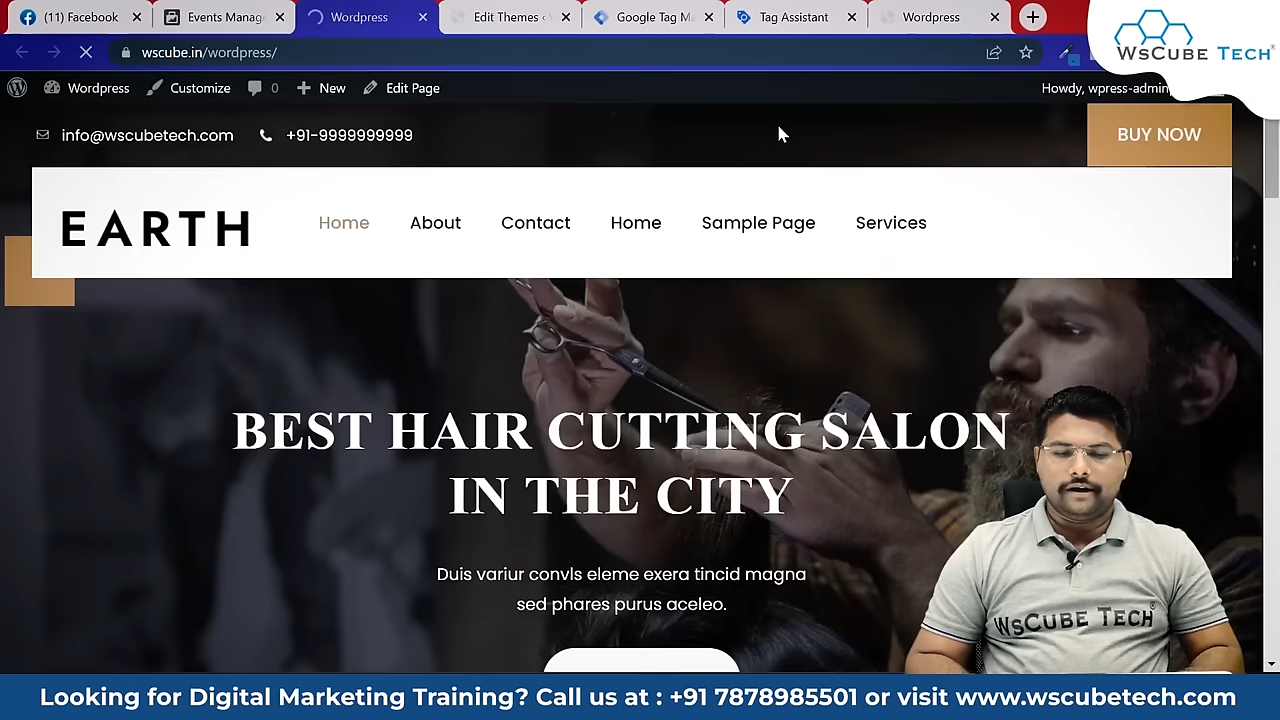 (11) Facebook
Events Manag
Wordpress
Edit Themes ‹
Google Tag M
Tag Assistant
Wordpress
WSCUBE TECH
wscube.in/wordpress/
Wordpress
Customize
0
New
Edit Page
Howdy, wpress-admin
info@wscubetech.com
+91-9999999999
BUY NOW
EARTH
Home
About
Contact
Home
Sample Page
Services
BEST HAIR CUTTING SALON
IN THE CITY
Duis variur convls eleme exera tincid magna
sed phares purus aceleo.
WSCUBE TECH
Looking for Digital Marketing Training? Call us at : +91 7878985501 or visit www.wscubetech.com